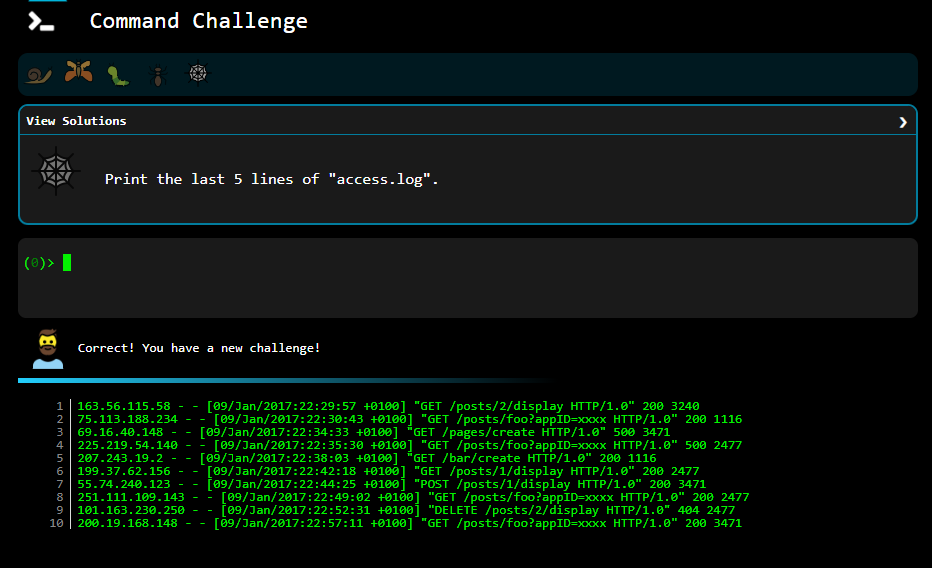 Command Challenge
View Solutions
Print the last 5 lines of "access.log".
(0)>
Correct! You have a new challenge!
1 163.56.115.58 - - [09/Jan/2017:22:29:57 +0100] "GET /posts/2/display HTTP/1.0" 200 3240
2 75.113.188.234 - - [09/Jan/2017:22:30:43 +0100] "GET /posts/foo?appID=xxxx HTTP/1.0" 200 1116
3 69.16.40.148 - - [09/Jan/2017:22:34:33 +0100] "GET /pages/create HTTP/1.0" 500 3471
4 225.219.54.140 - - [09/Jan/2017:22:35:30 +0100] "GET /posts/foo?appID=xxxx HTTP/1.0" 500 2477
5 207.243.19.2 - - [09/Jan/2017:22:38:03 +0100] "GET /bar/create HTTP/1.0" 200 1116
6 199.37.62.156 - - [09/Jan/2017:22:42:18 +0100] "GET /posts/1/display HTTP/1.0" 200 2477
7 55.74.240.123 - - [09/Jan/2017:22:44:25 +0100] "POST /posts/1/display HTTP/1.0" 200 3471
8 251.111.109.143 - - [09/Jan/2017:22:49:02 +0100] "GET /posts/foo?appID=xxxx HTTP/1.0" 200 2477
9 101.163.230.250 - - [09/Jan/2017:22:52:31 +0100] "DELETE /posts/2/display HTTP/1.0" 404 2477
10 200.19.168.148 - - [09/Jan/2017:22:57:11 +0100] "GET /posts/foo?appID=xxxx HTTP/1.0" 200 3471